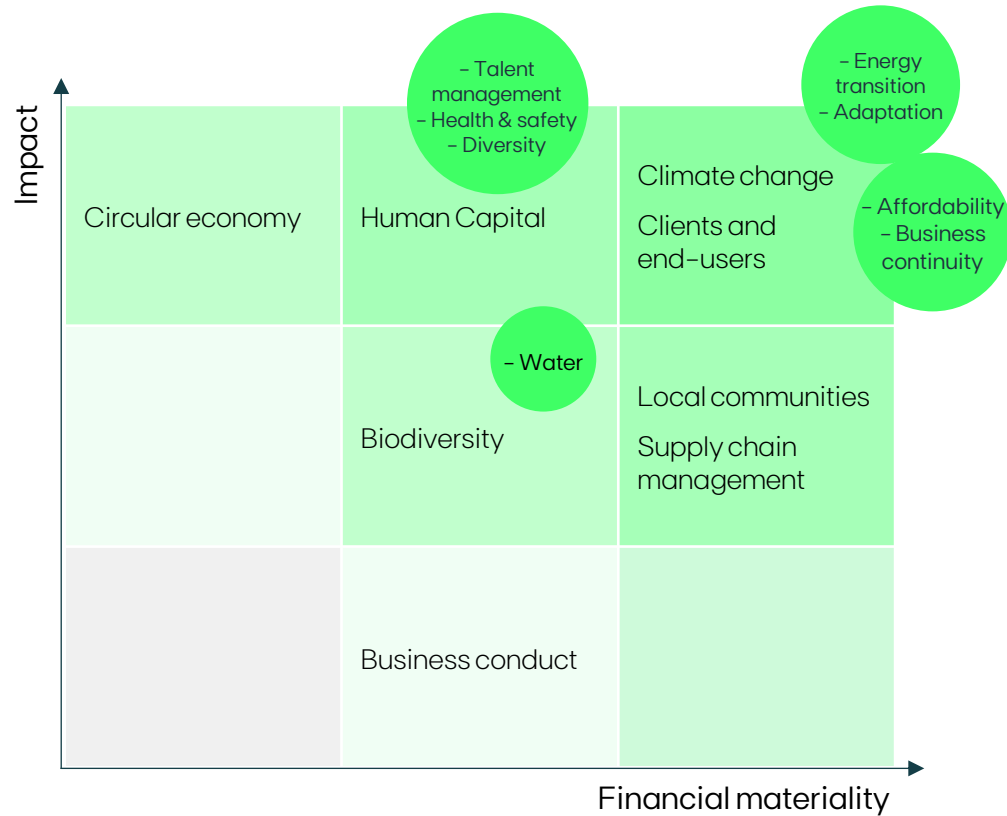 Impact
– Talent
management
– Health & safety
– Diversity
– Energy
transition
– Adaptation
Circular economy
Human Capital
Climate change
Clients and
end-users
– Affordability
– Business
continuity
– Water
Biodiversity
Local communities
Supply chain
management
Business conduct
Financial materiality